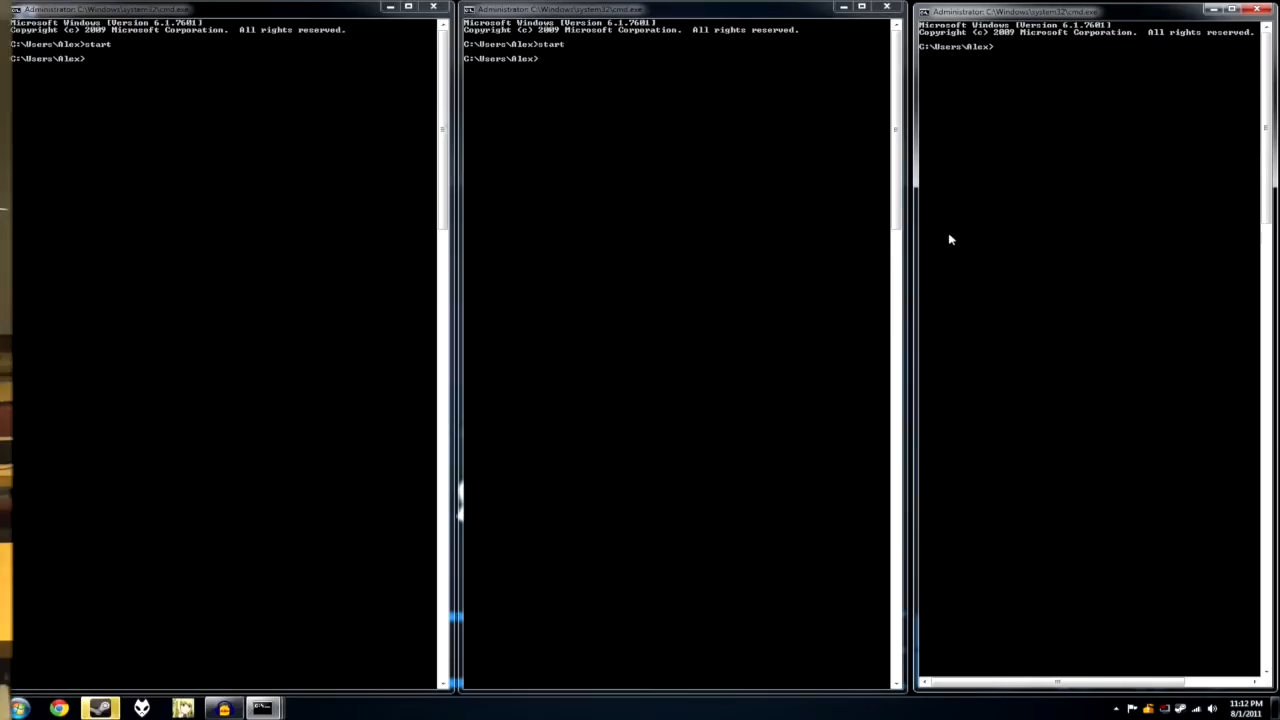 Administrator: C:\Windows\system32\cmd.exe
Microsoft Windows [Version 6.1.7601]
Copyright (c) 2009 Microsoft Corporation.  All rights reserved.
C:\Users\Alex>start
C:\Users\Alex>
Administrator: C:\Windows\system32\cmd.exe
Microsoft Windows [Version 6.1.7601]
Copyright (c) 2009 Microsoft Corporation.  All rights reserved.
C:\Users\Alex>start
C:\Users\Alex>
Administrator: C:\Windows\system32\cmd.exe
Microsoft Windows [Version 6.1.7601]
Copyright (c) 2009 Microsoft Corporation.  All rights reserved.
C:\Users\Alex>
11:12 PM
8/1/2011